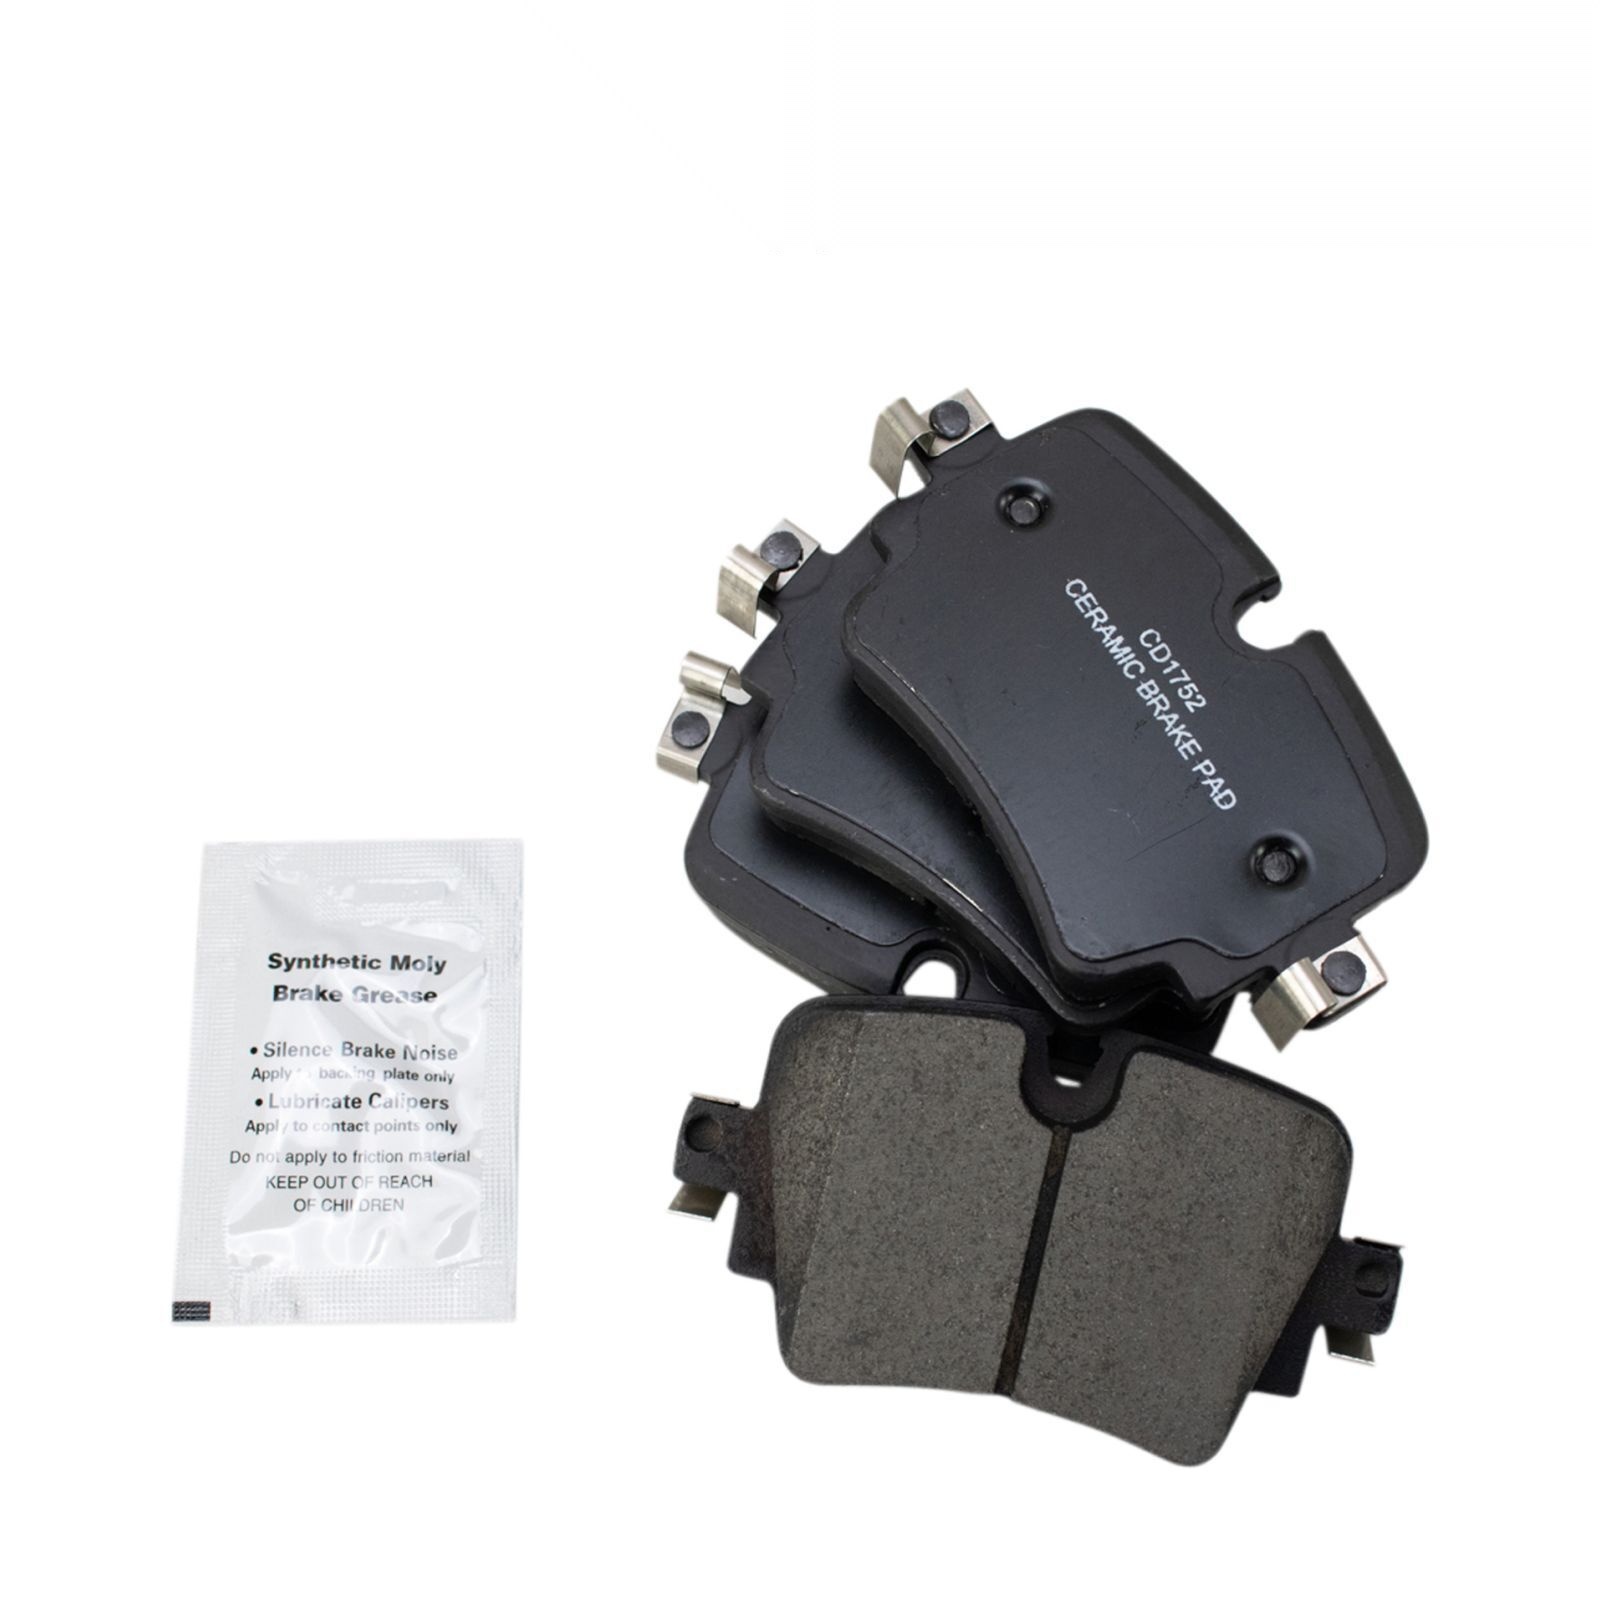 CD1752
CERAMIC BRAKE PAD
Synthetic Moly
Brake Grease
• Silence Brake Noise
Apply to backing plate only
• Lubricate Calipers
Apply to contact points only
Do not apply to friction material
KEEP OUT OF REACH
OF CHILDREN